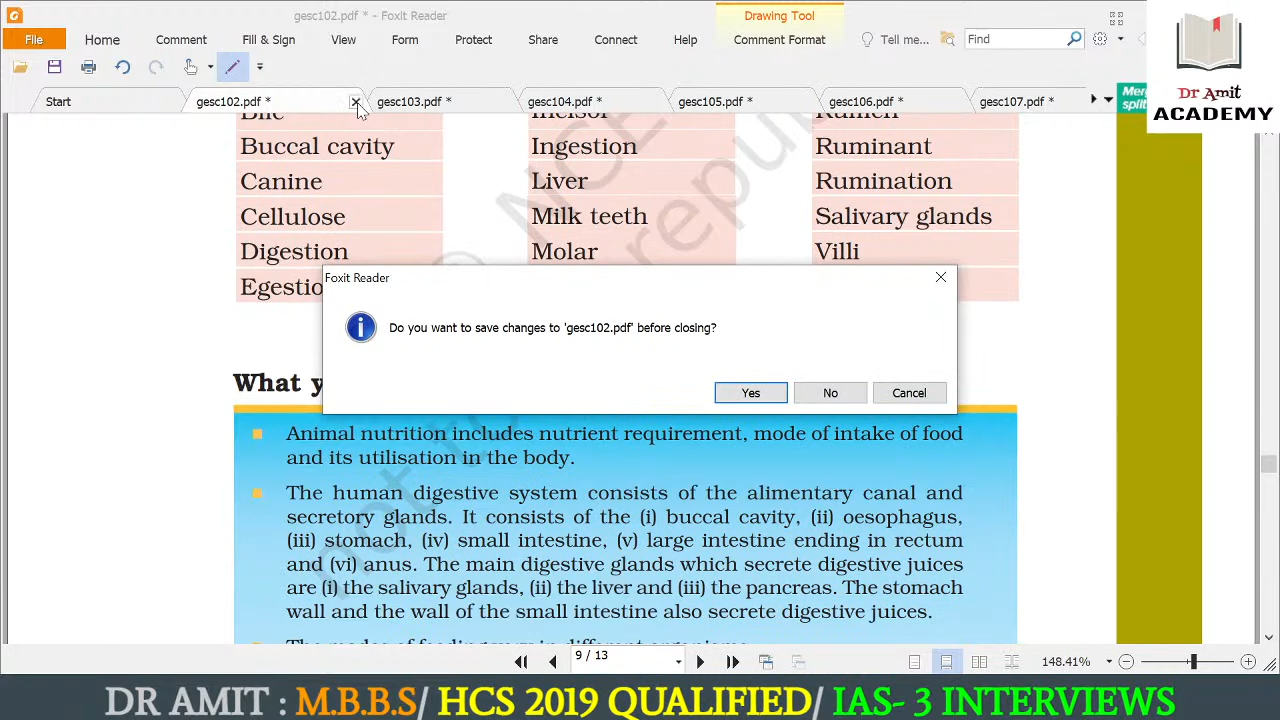 gesc102.pdf * - Foxit Reader
Drawing Tool
File
Home
Comment
Fill & Sign
View
Form
Protect
Share
Connect
Help
Comment Format
Tell me...
Find
Start
gesc102.pdf *
gesc103.pdf *
gesc104.pdf *
gesc105.pdf *
gesc106.pdf *
gesc107.pdf *
Dr Amit
ACADEMY
Buccal cavity
Ingestion
Ruminant
Canine
Liver
Rumination
Cellulose
Milk teeth
Salivary glands
Digestion
Molar
Villi
Foxit Reader
Do you want to save changes to 'gesc102.pdf' before closing?
Yes
No
Cancel
What
Animal nutrition includes nutrient requirement, mode of intake of food
and its utilisation in the body.
The human digestive system consists of the alimentary canal and
secretory glands. It consists of the (i) buccal cavity, (ii) oesophagus,
(iii) stomach, (iv) small intestine, (v) large intestine ending in rectum
and (vi) anus. The main digestive glands which secrete digestive juices
are (i) the salivary glands, (ii) the liver and (iii) the pancreas. The stomach
wall and the wall of the small intestine also secrete digestive juices.
9 / 13
148.41%
DR AMIT : M.B.B.S/ HCS 2019 QUALIFIED/ IAS- 3 INTERVIEWS